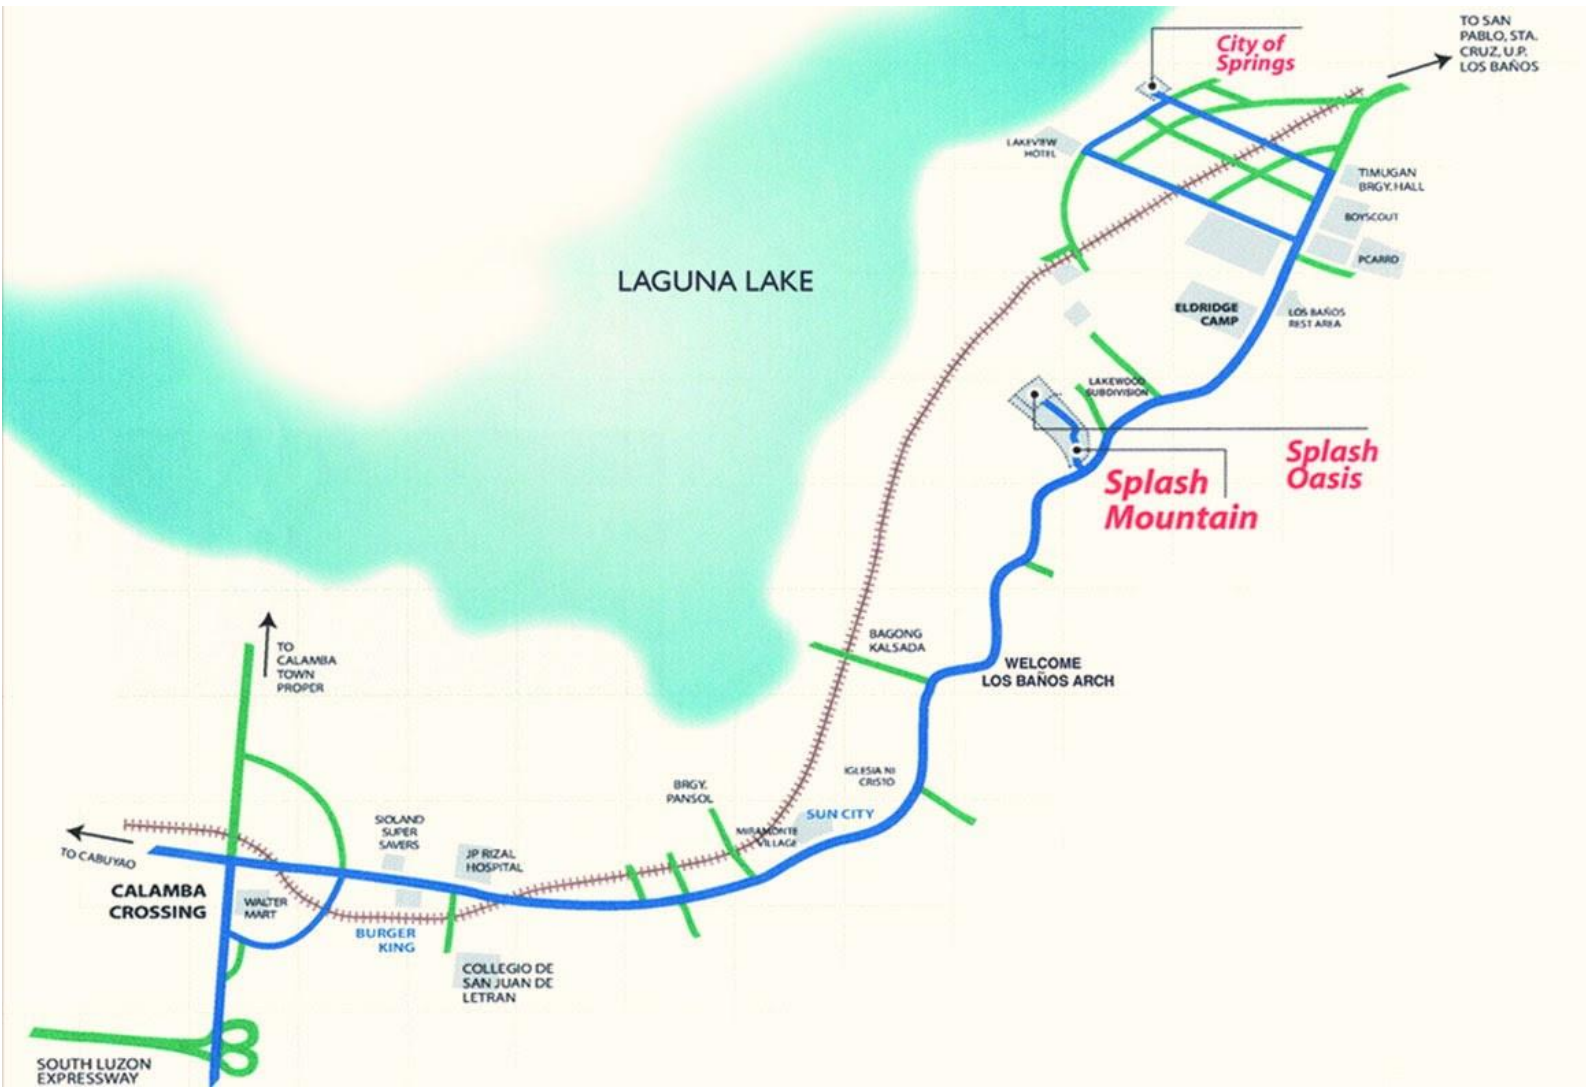 City of
Springs
TO SAN
PABLO, STA.
CRUZ, U.P.
LOS BAÑOS
LAKEVIEW
HOTEL
TIMUGAN
BRGY. HALL
BOYSCOUT
PCARRD
LAGUNA LAKE
ELDRIDGE
CAMP
LOS BAÑOS
REST AREA
LAKEWOOD
SUBDIVISION
Splash
Oasis
Splash
Mountain
BAGONG
KALSADA
WELCOME
LOS BAÑOS ARCH
TO
CALAMBA
TOWN
PROPER
IGLESIA NI
CRISTO
BRGY.
PANSOL
SUN CITY
MIRAMONTE
VILLAGE
SIOLAND
SUPER
SAVERS
JP RIZAL
HOSPITAL
TO CABUYAO
CALAMBA
CROSSING
WALTER
MART
BURGER
KING
COLLEGIO DE
SAN JUAN DE
LETRAN
SOUTH LUZON
EXPRESSWAY